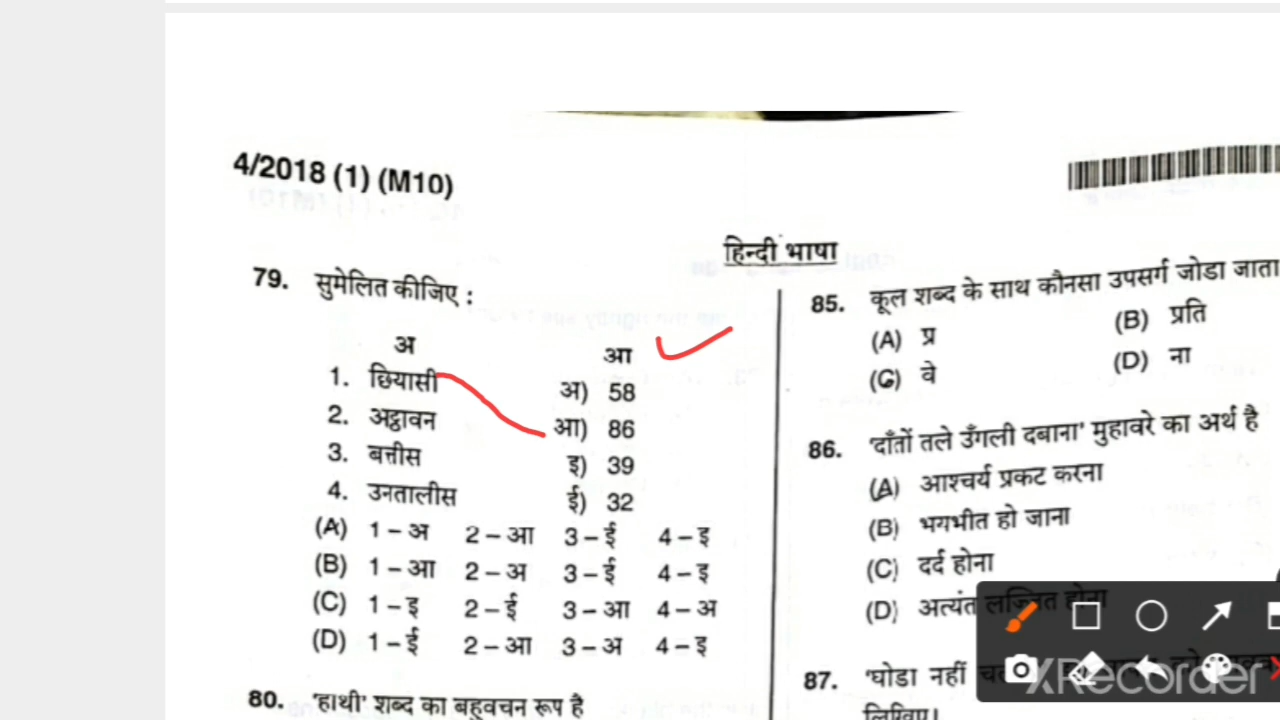 4/2018 (1) (M10)
हिन्दी भाषा
79. सुमेलित कीजिए :
अ आ
1. छियासी अ) 58
2. अट्ठावन आ) 86
3. बत्तीस इ) 39
4. उनतालीस ई) 32
(A) 1 – अ 2 – आ 3 – ई 4 – इ
(B) 1 – आ 2 – अ 3 – ई 4 – इ
(C) 1 – इ 2 – ई 3 – आ 4 – अ
(D) 1 – ई 2 – आ 3 – अ 4 – इ
80. 'हाथी' शब्द का बहुवचन रूप है
85. कूल शब्द के साथ कौनसा उपसर्ग जोडा जाता
(A) प्र (B) प्रति
(C) वे (D) ना
86. 'दाँतों तले उँगली दबाना' मुहावरे का अर्थ है
(A) आश्चर्य प्रकट करना
(B) भगभीत हो जाना
(C) दर्द होना
(D) अत्यंत लज्जित होना
87. 'घोडा नहीं
लिखिए।
XRecorder